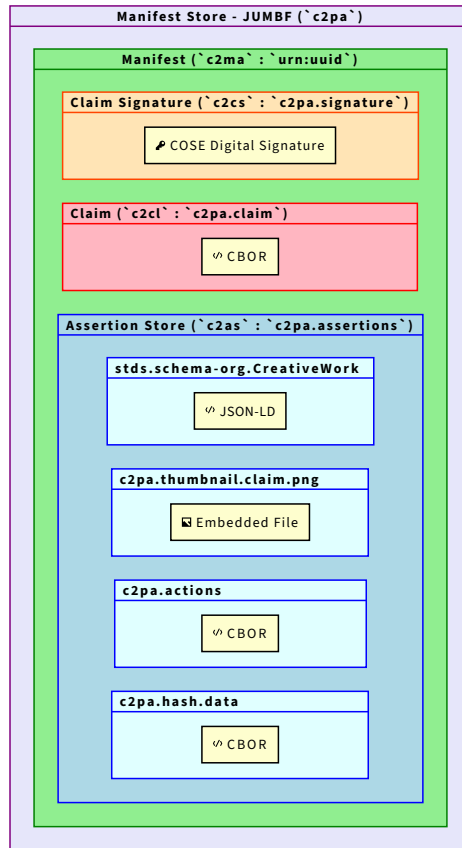 Manifest Store - JUMBF (`c2pa`)
Manifest (`c2ma` : `urn:uuid`)
Claim Signature (`c2cs` : `c2pa.signature`)
COSE Digital Signature
Claim (`c2cl` : `c2pa.claim`)
CBOR
Assertion Store (`c2as` : `c2pa.assertions`)
stds.schema-org.CreativeWork
JSON-LD
c2pa.thumbnail.claim.png
Embedded File
c2pa.actions
CBOR
c2pa.hash.data
CBOR